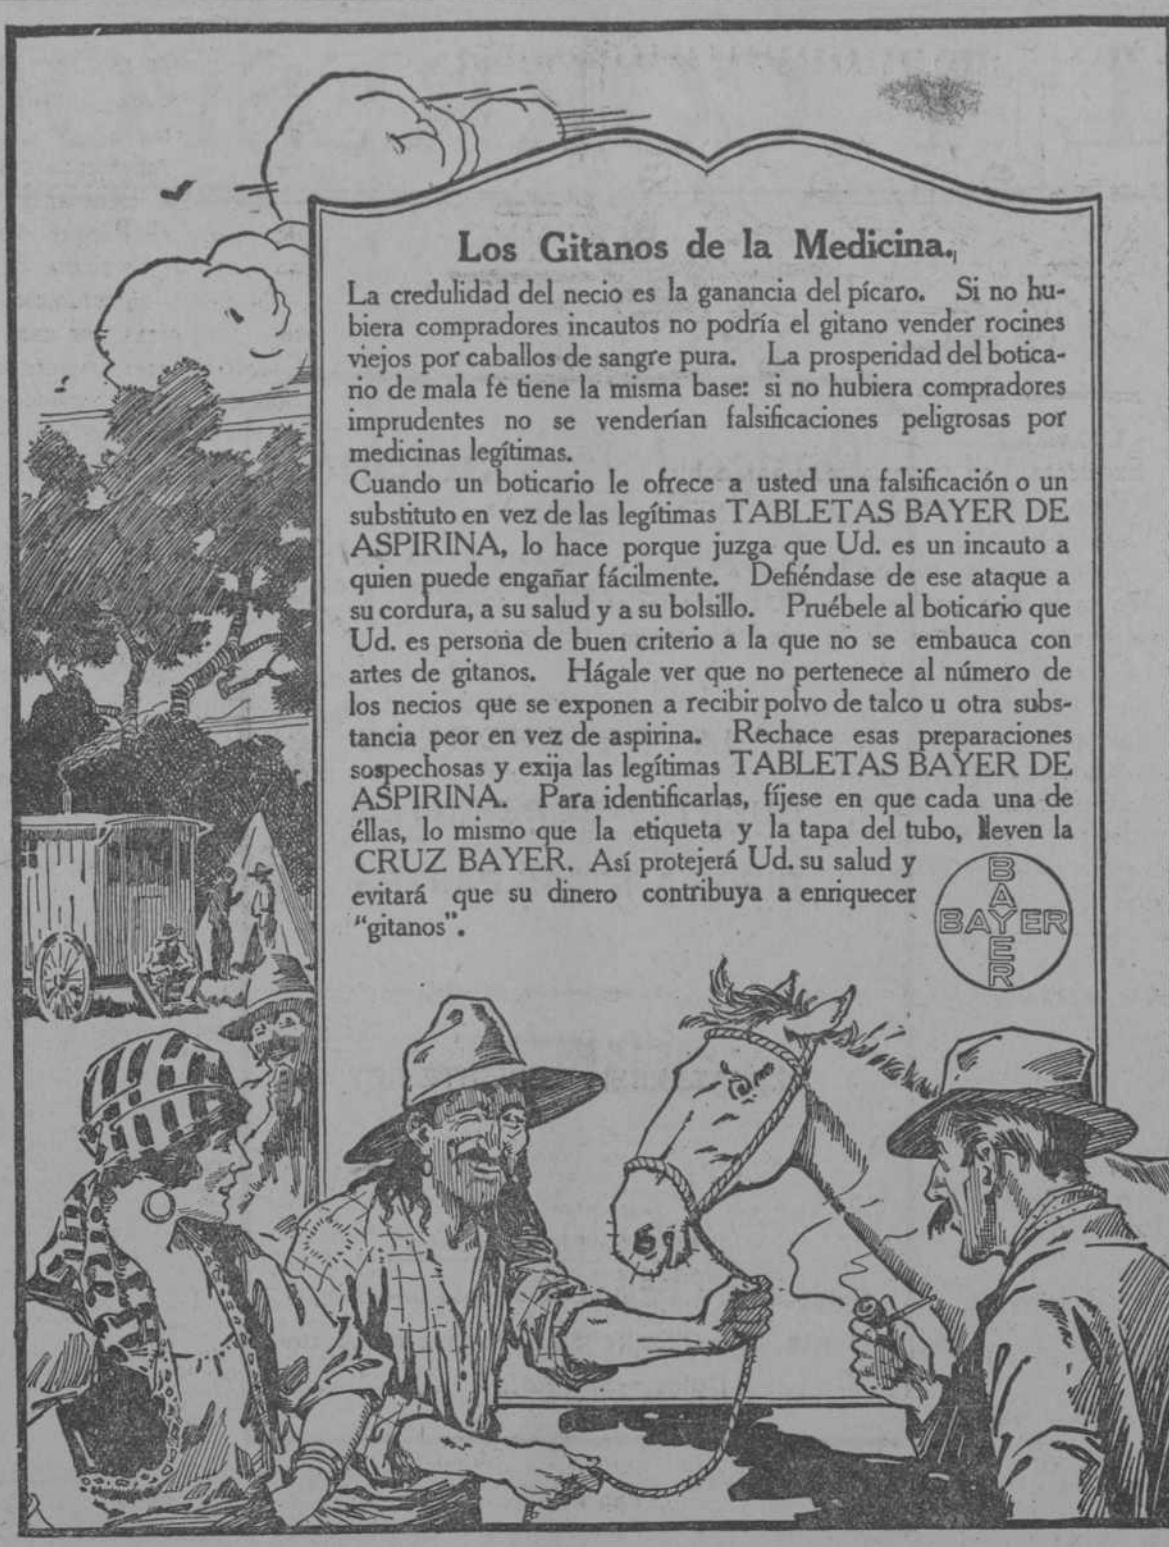 Los Gitanos de la Medicina.
La credulidad del necio es la ganancia del pícaro. Si no hu-
biera compradores incautos no podría el gitano vender rocines
viejos por caballos de sangre pura. La prosperidad del botica-
rio de mala fe tiene la misma base: si no hubiera compradores
imprudentes no se venderían falsificaciones peligrosas por
medicinas legítimas.
Cuando un boticario le ofrece a usted una falsificación o un
substituto en vez de las legítimas TABLETAS BAYER DE
ASPIRINA, lo hace porque juzga que Ud. es un incauto a
quien puede engañar fácilmente. Defiéndase de ese ataque a
su cordura, a su salud y a su bolsillo. Pruébele al boticario que
Ud. es persona de buen criterio a la que no se embauca con
artes de gitanos. Hágale ver que no pertenece al número de
los necios que se exponen a recibir polvo de talco u otra subs-
tancia peor en vez de aspirina. Rechace esas preparaciones
sospechosas y exija las legítimas TABLETAS BAYER DE
ASPIRINA. Para identificarlas, fíjese en que cada una de
éllas, lo mismo que la etiqueta y la tapa del tubo, lleven la
CRUZ BAYER. Así protejerá Ud. su salud y
evitará que su dinero contribuya a enriquecer
"gitanos".
BAYER
BAYER